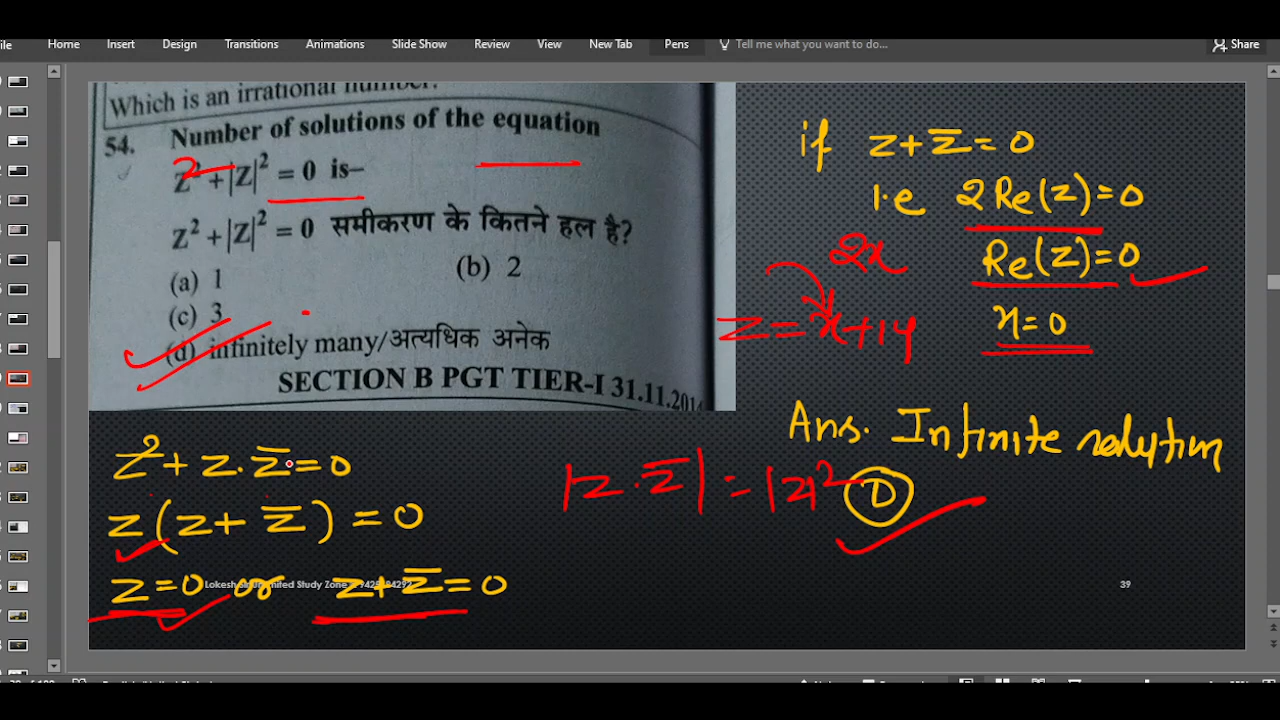 File Home Insert Design Transitions Animations Slide Show Review View New Tab Pens Tell me what you want to do... Share
Which is an irrational number?
54. Number of solutions of the equation
Z² + |Z|² = 0 is–
z² + |Z|² = 0 समीकरण के कितने हल है?
(a) 1 (b) 2
(c) 3
(d) infinitely many/अत्यधिक अनेक
SECTION B PGT TIER-I 31.11.2014
if z + z̄ = 0
i.e 2Re(z) = 0
2x Re(z) = 0
z = x + iy x = 0
Ans. Infinite solution
z² + z . z̄ = 0
|z . z̄| = |z|² D
z (z + z̄) = 0
z = 0 or z + z̄ = 0
39